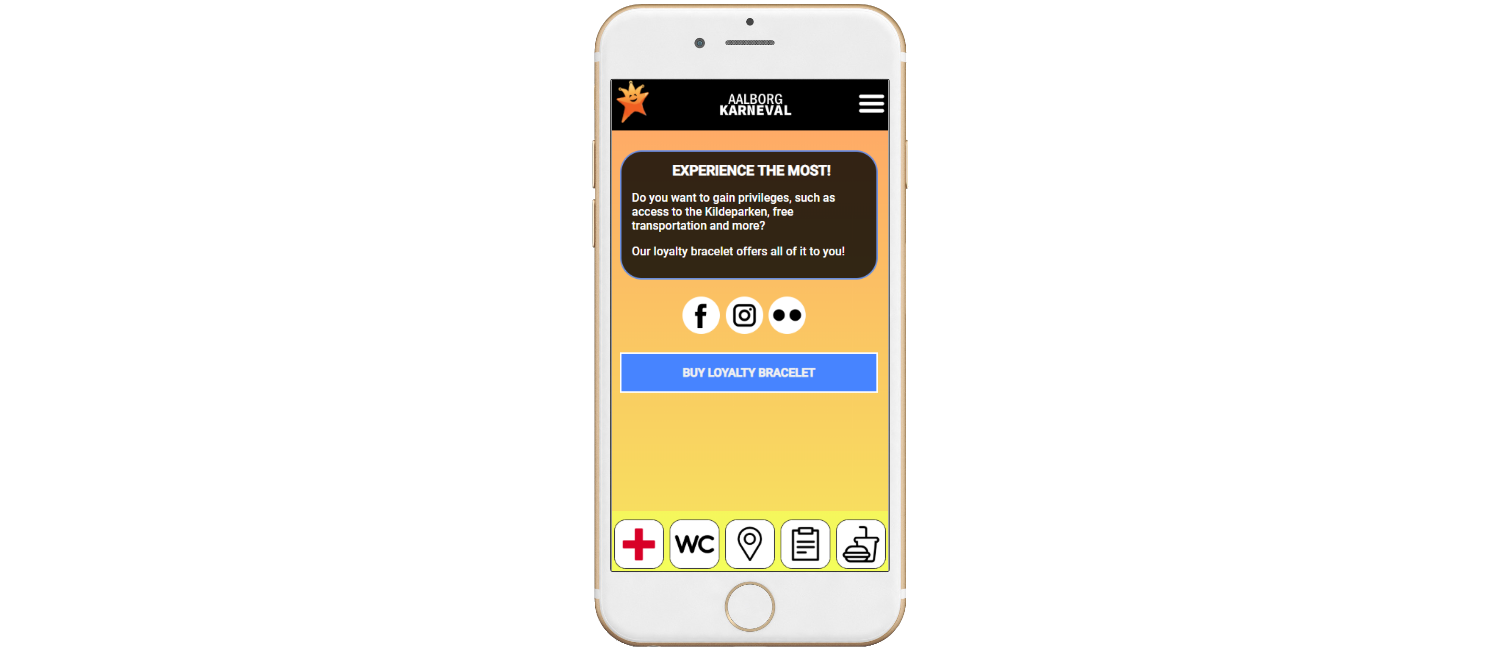 AALBORG
KARNEVAL
EXPERIENCE THE MOST!
Do you want to gain privileges, such as
access to the Kildeparken, free
transportation and more?
Our loyalty bracelet offers all of it to you!
BUY LOYALTY BRACELET
WC